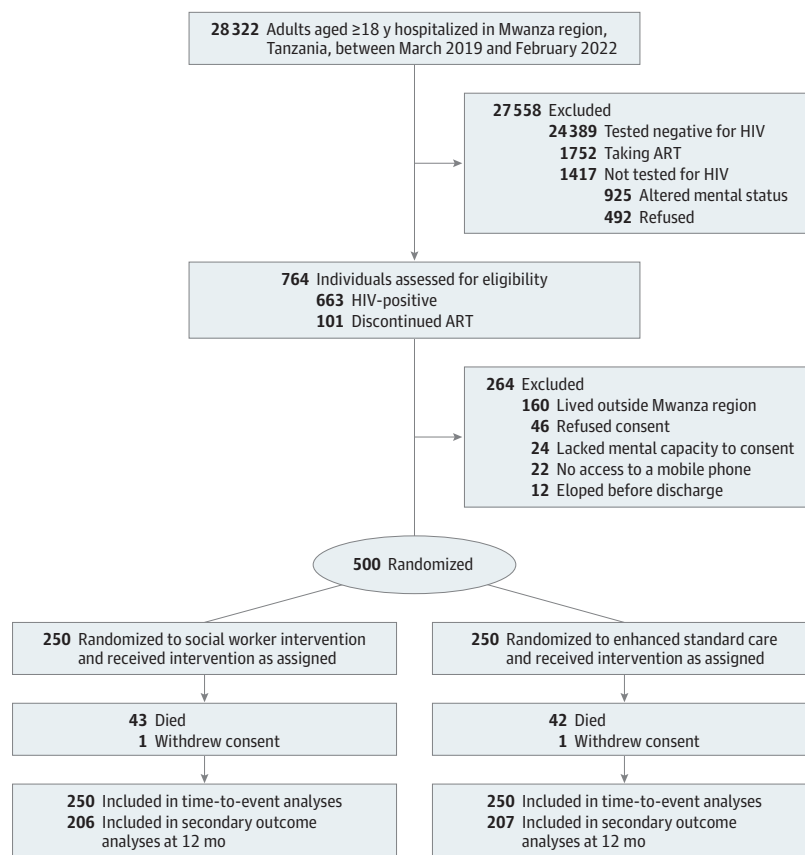 28 322 Adults aged ≥18 y hospitalized in Mwanza region,
Tanzania, between March 2019 and February 2022
27 558 Excluded
24 389 Tested negative for HIV
1752 Taking ART
1417 Not tested for HIV
925 Altered mental status
492 Refused
764 Individuals assessed for eligibility
663 HIV-positive
101 Discontinued ART
264 Excluded
160 Lived outside Mwanza region
46 Refused consent
24 Lacked mental capacity to consent
22 No access to a mobile phone
12 Eloped before discharge
500 Randomized
250 Randomized to social worker intervention
and received intervention as assigned
43 Died
1 Withdrew consent
250 Included in time-to-event analyses
206 Included in secondary outcome
analyses at 12 mo
250 Randomized to enhanced standard care
and received intervention as assigned
42 Died
1 Withdrew consent
250 Included in time-to-event analyses
207 Included in secondary outcome
analyses at 12 mo